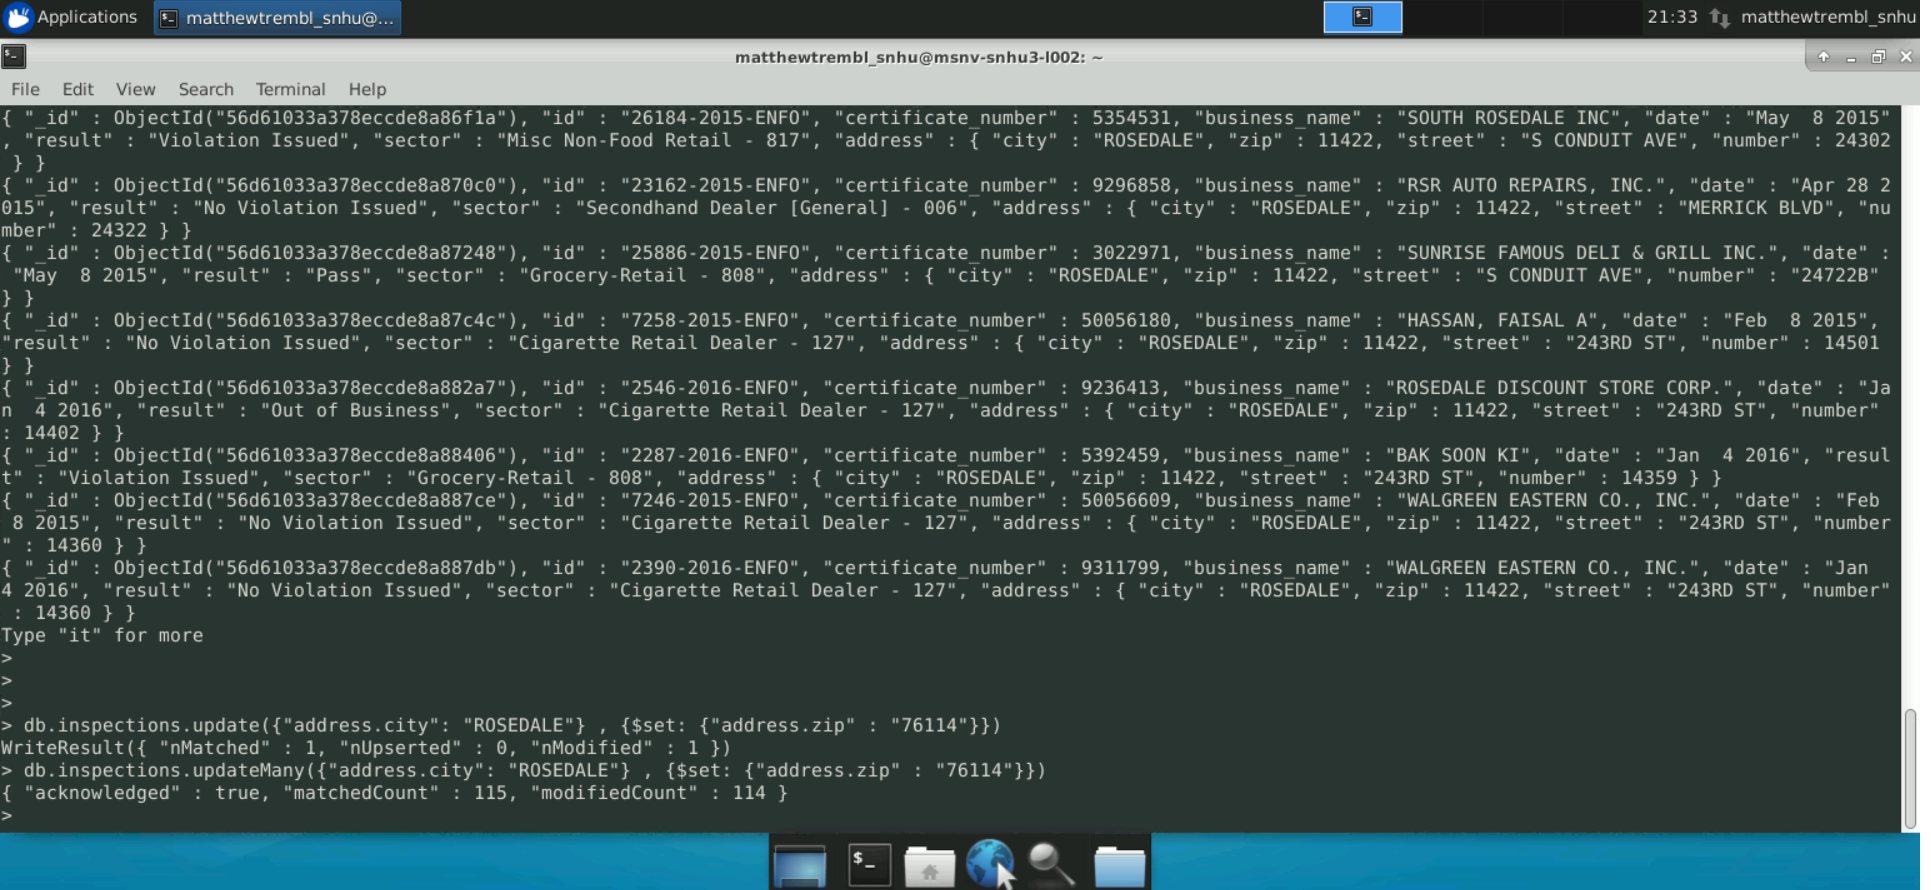 Applications
matthewtrembl_snhu@...
21:33
matthewtrembl_snhu
matthewtrembl_snhu@msnv-snhu3-l002: ~
File Edit View Search Terminal Help
{ "_id" : ObjectId("56d61033a378eccde8a86f1a"), "id" : "26184-2015-ENFO", "certificate_number" : 5354531, "business_name" : "SOUTH ROSEDALE INC", "date" : "May  8 2015"
, "result" : "Violation Issued", "sector" : "Misc Non-Food Retail - 817", "address" : { "city" : "ROSEDALE", "zip" : 11422, "street" : "S CONDUIT AVE", "number" : 24302
 } }
{ "_id" : ObjectId("56d61033a378eccde8a870c0"), "id" : "23162-2015-ENFO", "certificate_number" : 9296858, "business_name" : "RSR AUTO REPAIRS, INC.", "date" : "Apr 28 2
015", "result" : "No Violation Issued", "sector" : "Secondhand Dealer [General] - 006", "address" : { "city" : "ROSEDALE", "zip" : 11422, "street" : "MERRICK BLVD", "nu
mber" : 24322 } }
{ "_id" : ObjectId("56d61033a378eccde8a87248"), "id" : "25886-2015-ENFO", "certificate_number" : 3022971, "business_name" : "SUNRISE FAMOUS DELI & GRILL INC.", "date" :
 "May  8 2015", "result" : "Pass", "sector" : "Grocery-Retail - 808", "address" : { "city" : "ROSEDALE", "zip" : 11422, "street" : "S CONDUIT AVE", "number" : "24722B"
} }
{ "_id" : ObjectId("56d61033a378eccde8a87c4c"), "id" : "7258-2015-ENFO", "certificate_number" : 50056180, "business_name" : "HASSAN, FAISAL A", "date" : "Feb  8 2015",
"result" : "No Violation Issued", "sector" : "Cigarette Retail Dealer - 127", "address" : { "city" : "ROSEDALE", "zip" : 11422, "street" : "243RD ST", "number" : 14501
} }
{ "_id" : ObjectId("56d61033a378eccde8a882a7"), "id" : "2546-2016-ENFO", "certificate_number" : 9236413, "business_name" : "ROSEDALE DISCOUNT STORE CORP.", "date" : "Ja
n  4 2016", "result" : "Out of Business", "sector" : "Cigarette Retail Dealer - 127", "address" : { "city" : "ROSEDALE", "zip" : 11422, "street" : "243RD ST", "number"
: 14402 } }
{ "_id" : ObjectId("56d61033a378eccde8a88406"), "id" : "2287-2016-ENFO", "certificate_number" : 5392459, "business_name" : "BAK SOON KI", "date" : "Jan  4 2016", "resul
t" : "Violation Issued", "sector" : "Grocery-Retail - 808", "address" : { "city" : "ROSEDALE", "zip" : 11422, "street" : "243RD ST", "number" : 14359 } }
{ "_id" : ObjectId("56d61033a378eccde8a887ce"), "id" : "7246-2015-ENFO", "certificate_number" : 50056609, "business_name" : "WALGREEN EASTERN CO., INC.", "date" : "Feb
 8 2015", "result" : "No Violation Issued", "sector" : "Cigarette Retail Dealer - 127", "address" : { "city" : "ROSEDALE", "zip" : 11422, "street" : "243RD ST", "number
" : 14360 } }
{ "_id" : ObjectId("56d61033a378eccde8a887db"), "id" : "2390-2016-ENFO", "certificate_number" : 9311799, "business_name" : "WALGREEN EASTERN CO., INC.", "date" : "Jan
4 2016", "result" : "No Violation Issued", "sector" : "Cigarette Retail Dealer - 127", "address" : { "city" : "ROSEDALE", "zip" : 11422, "street" : "243RD ST", "number"
 : 14360 } }
Type "it" for more
>
>
>
> db.inspections.update({"address.city": "ROSEDALE"} , {$set: {"address.zip" : "76114"}})
WriteResult({ "nMatched" : 1, "nUpserted" : 0, "nModified" : 1 })
> db.inspections.updateMany({"address.city": "ROSEDALE"} , {$set: {"address.zip" : "76114"}})
{ "acknowledged" : true, "matchedCount" : 115, "modifiedCount" : 114 }
>